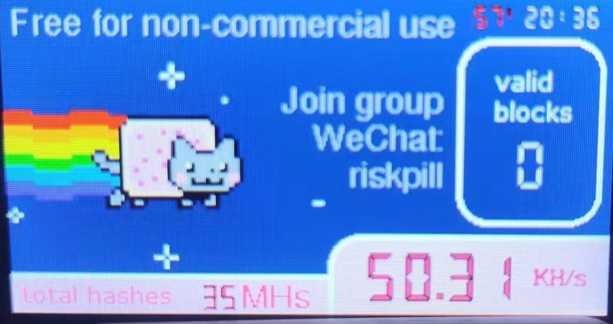 Free for non-commercial use
57° 20:36
Join group
WeChat:
riskpill
valid
blocks
0
total hashes 35MHs
50.31 KH/s